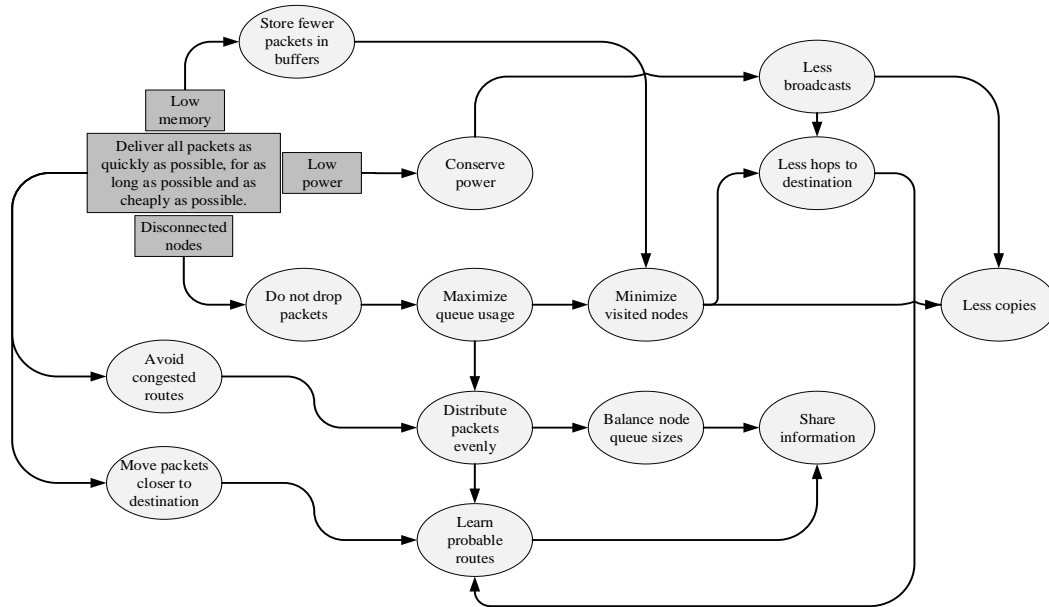 Store fewer
packets in
buffers
Less
broadcasts
Low
memory
Deliver all packets as
quickly as possible, for as
long as possible and as
cheaply as possible.
Low
power
Conserve
power
Less hops to
destination
Disconnected
nodes
Do not drop
packets
Maximize
queue usage
Minimize
visited nodes
Less copies
Avoid
congested
routes
Distribute
packets
evenly
Balance node
queue sizes
Share
information
Move packets
closer to
destination
Learn
probable
routes